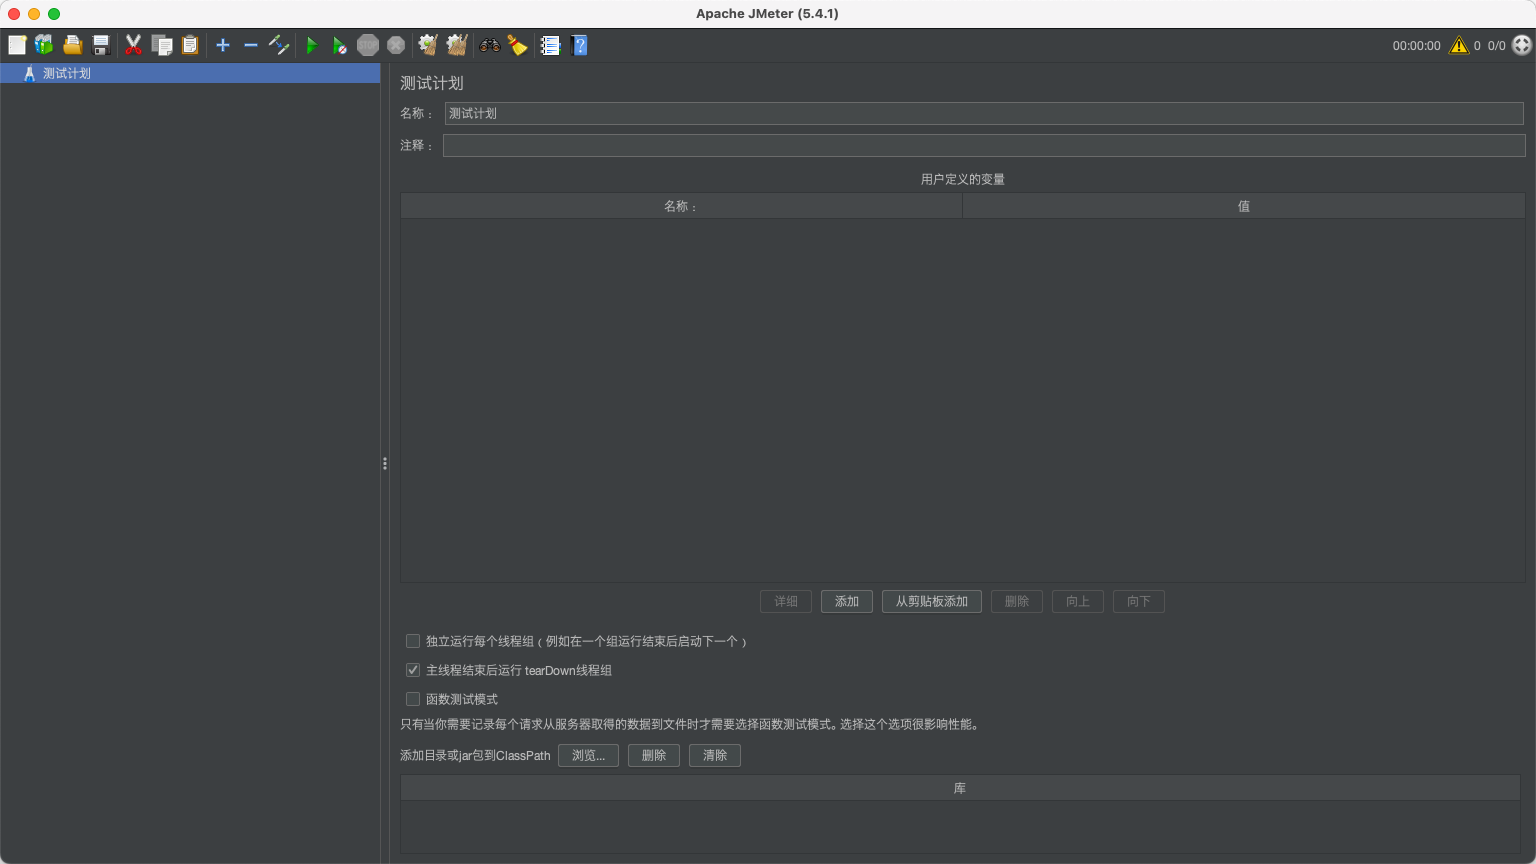 Apache JMeter (5.4.1)
STOP
00:00:00 0 0/0
测试计划
测试计划
名称： 测试计划
注释：
用户定义的变量
名称： 值
详细 添加 从剪贴板添加 删除 向上 向下
独立运行每个线程组（例如在一个组运行结束后启动下一个）
主线程结束后运行 tearDown线程组
函数测试模式
只有当你需要记录每个请求从服务器取得的数据到文件时才需要选择函数测试模式。选择这个选项很影响性能。
添加目录或jar包到ClassPath 浏览... 删除 清除
库